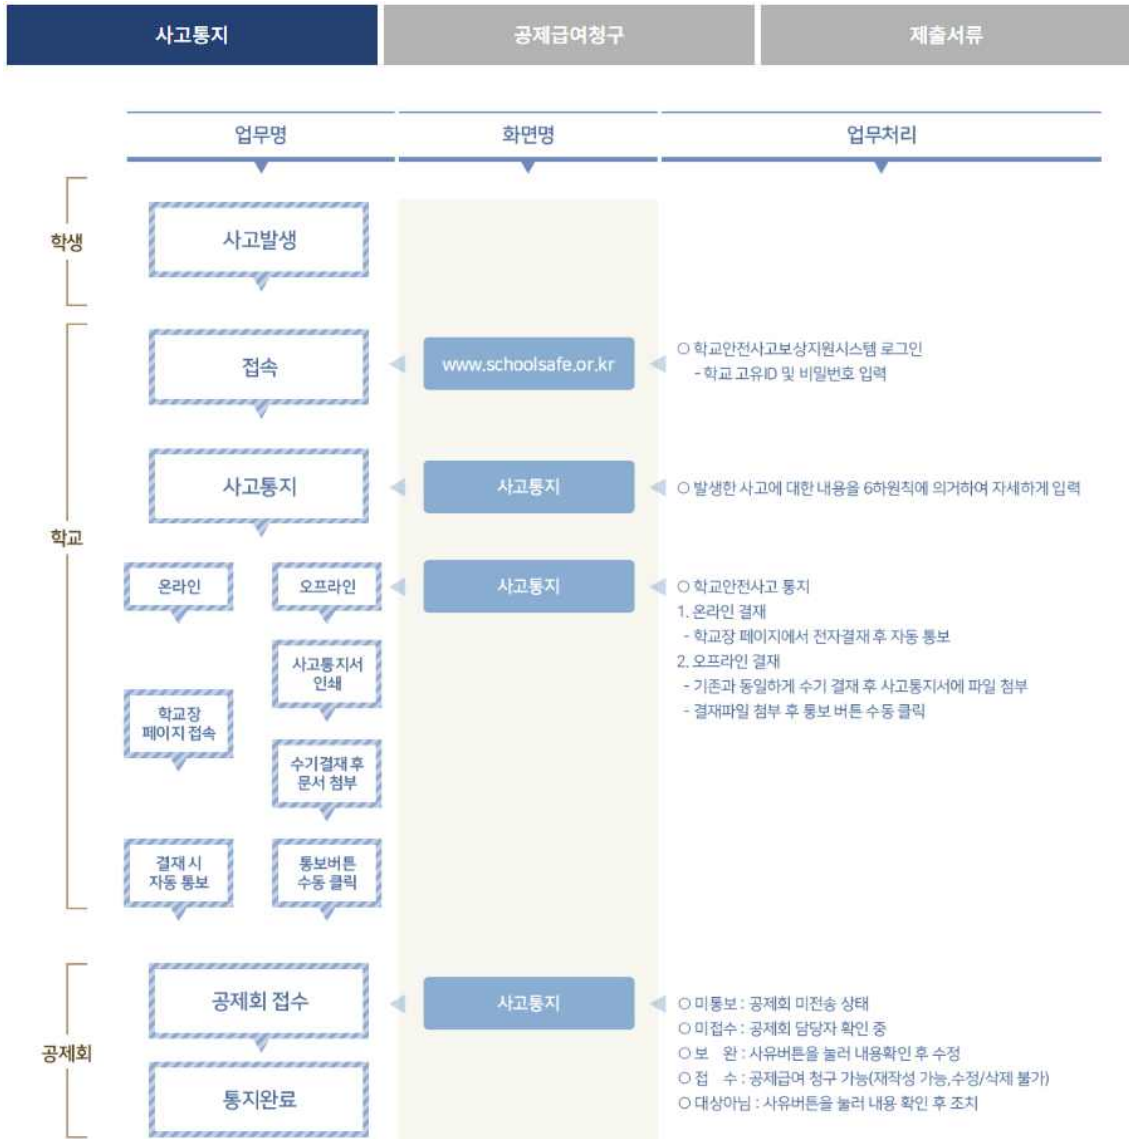 사고통지
공제급여청구
제출서류
업무명
화면명
업무처리
학생
사고발생
학교
접속
www.schoolsafe.or.kr
○ 학교안전사고보상지원시스템 로그인
- 학교 고유ID 및 비밀번호 입력
사고통지
사고통지
○ 발생한 사고에 대한 내용을 6하원칙에 의거하여 자세하게 입력
온라인
오프라인
사고통지
○ 학교안전사고 통지
1. 온라인 결재
- 학교장 페이지에서 전자결재 후 자동 통보
2. 오프라인 결재
- 기존과 동일하게 수기 결재 후 사고통지서에 파일 첨부
- 결재파일 첨부 후 통보 버튼 수동 클릭
사고통지서
인쇄
학교장
페이지 접속
수기결재 후
문서 첨부
결재 시
자동 통보
통보버튼
수동 클릭
공제회
공제회 접수
사고통지
○ 미통보 : 공제회 미전송 상태
○ 미접수 : 공제회 담당자 확인 중
○ 보 완 : 사유버튼을 눌러 내용확인 후 수정
○ 접 수 : 공제급여 청구 가능(재작성 가능,수정/삭제 불가)
○ 대상아님 : 사유버튼을 눌러 내용 확인 후 조치
통지완료